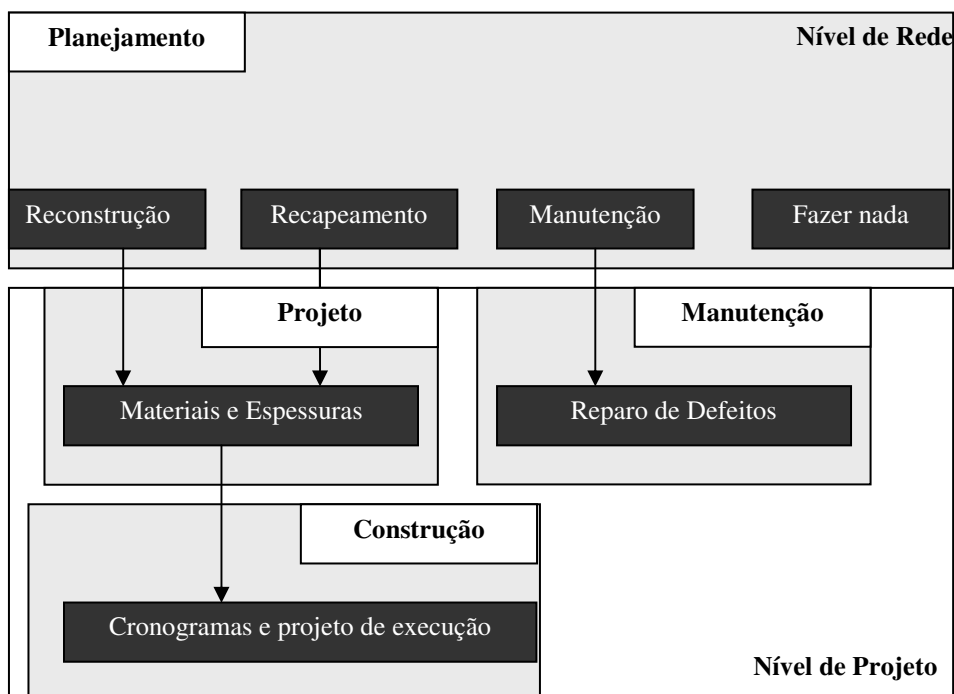 Planejamento
Nível de Rede
Reconstrução
Recapeamento
Manutenção
Fazer nada
Projeto
Manutenção
Materiais e Espessuras
Reparo de Defeitos
Construção
Cronogramas e projeto de execução
Nível de Projeto